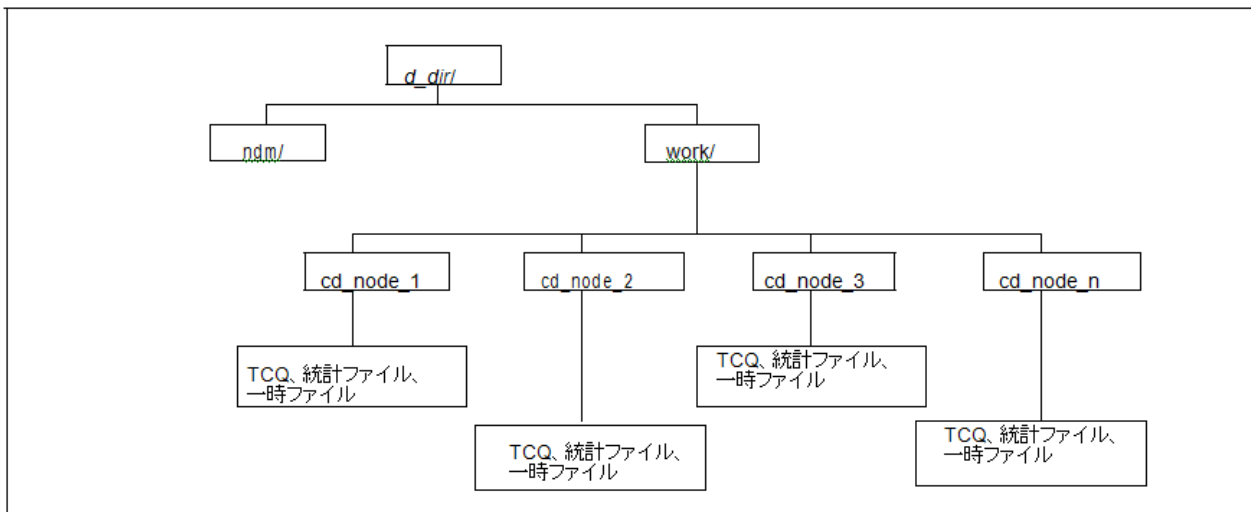 d_dir/
ndm/
work/
cd_node_1
cd_node_2
cd_node_3
cd_node_n
TCQ、統計ファイル、
一時ファイル
TCQ、統計ファイル、
一時ファイル
TCQ、統計ファイル、
一時ファイル
TCQ、統計ファイル、
一時ファイル